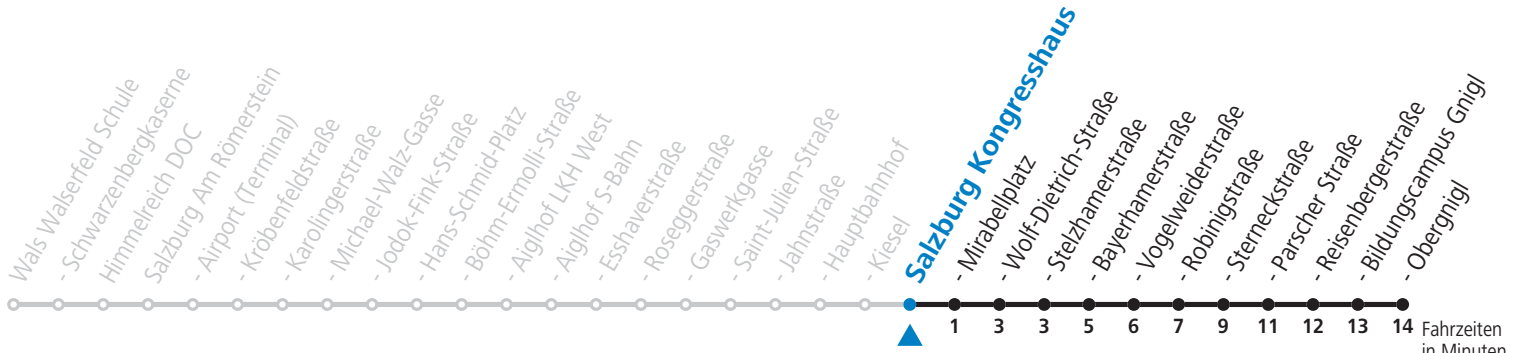 Wals Walserfeld Schule
- Schwarzenbergkaserne
Himmelreich DOC
Salzburg Am Römerstein
- Airport (Terminal)
- Kröbenfeldstraße
- Karolingerstraße
- Michael-Walz-Gasse
- Jodok-Fink-Straße
- Hans-Schmid-Platz
- Böhm-Ermolli-Straße
- Aiglhof LKH West
- Aiglhof S-Bahn
- Esshaverstraße
- Roseggerstraße
- Gaswerkgasse
- Saint-Julien-Straße
- Jahnstraße
- Hauptbahnhof
- Kiesel
Salzburg Kongresshaus
- Mirabellplatz
- Wolf-Dietrich-Straße
- Stelzhamerstraße
- Bayerhamerstraße
- Vogelweiderstraße
- Robinigstraße
- Sterneckstraße
- Parscher Straße
- Reisenbergerstraße
- Bildungscampus Gnigl
- Obergnigl
1 3 3 5 6 7 9 11 12 13 14 Fahrzeiten
in Minuten